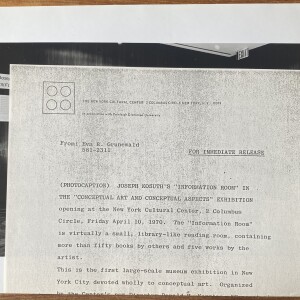 THE NEW YORK CULTURAL CENTER 2 COLUMBUS CIRCLE NEW YORK, N.Y.
in association with Fairleigh Dickinson University
From:
581-2311
FOR IMMEDIATE RELEASE
(PHOTOCAPTION) JOSEPH KOSUTH'S "INFORMATION ROOM" IN
THE "CONCEPTUAL ART AND CONCEPTUAL ASPECTS" EXHIBITION
opening at the New York Cultural Center, 2 Columbus
Circle, Friday April 10, 1970. The "Information Room"
is virtually a small, library-like reading room, containing
more than fifty books by others and five works by the
artist.
This is the first large-scale museum exhibition in
New York City devoted wholly to conceptual art. Organized